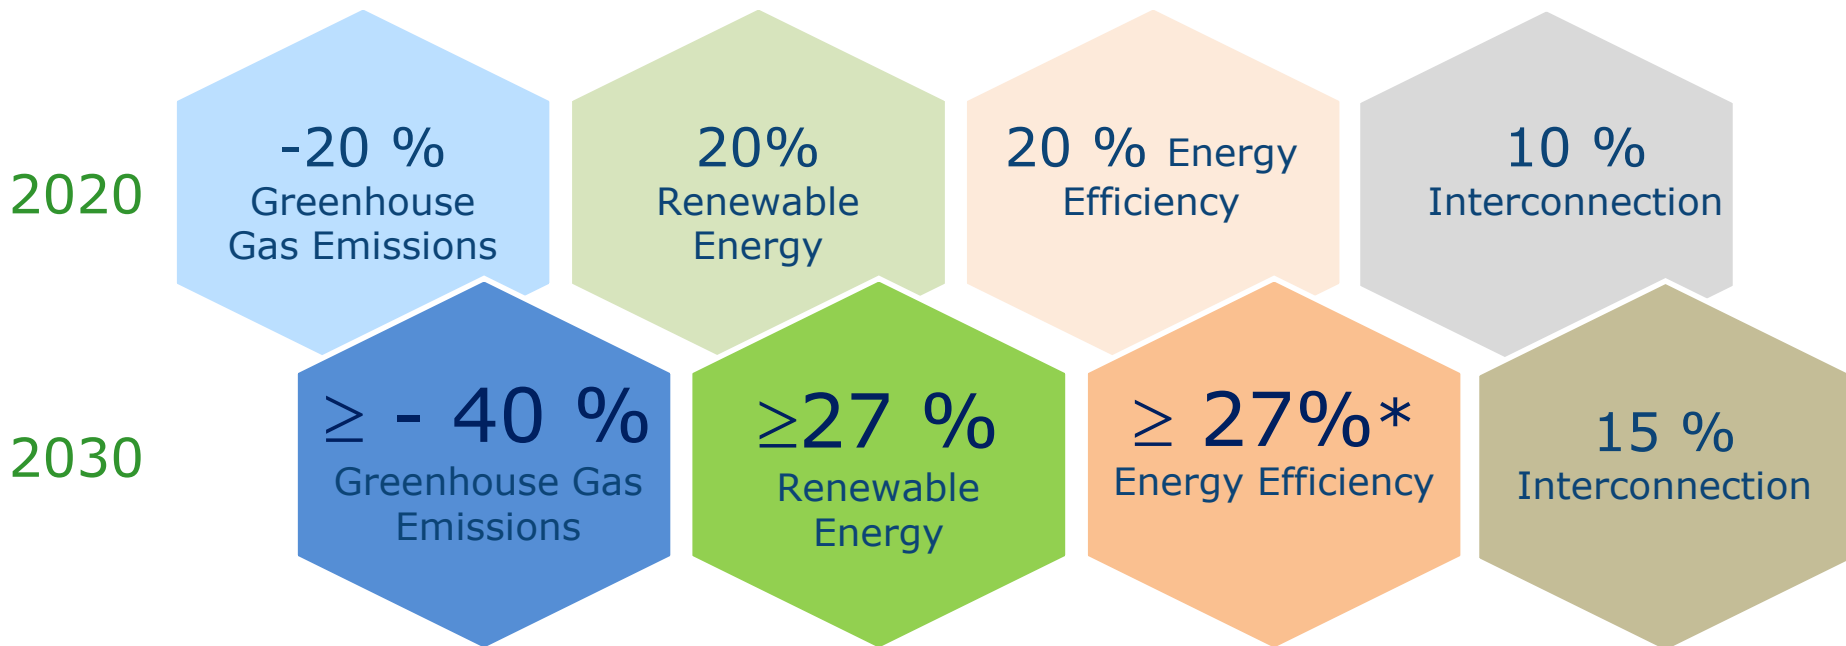 2020
-20 %
Greenhouse
Gas Emissions
20%
Renewable
Energy
20 % Energy
Efficiency
10 %
Interconnection
2030
≥ - 40 %
Greenhouse Gas
Emissions
≥27 %
Renewable
Energy
≥ 27%*
Energy Efficiency
15 %
Interconnection